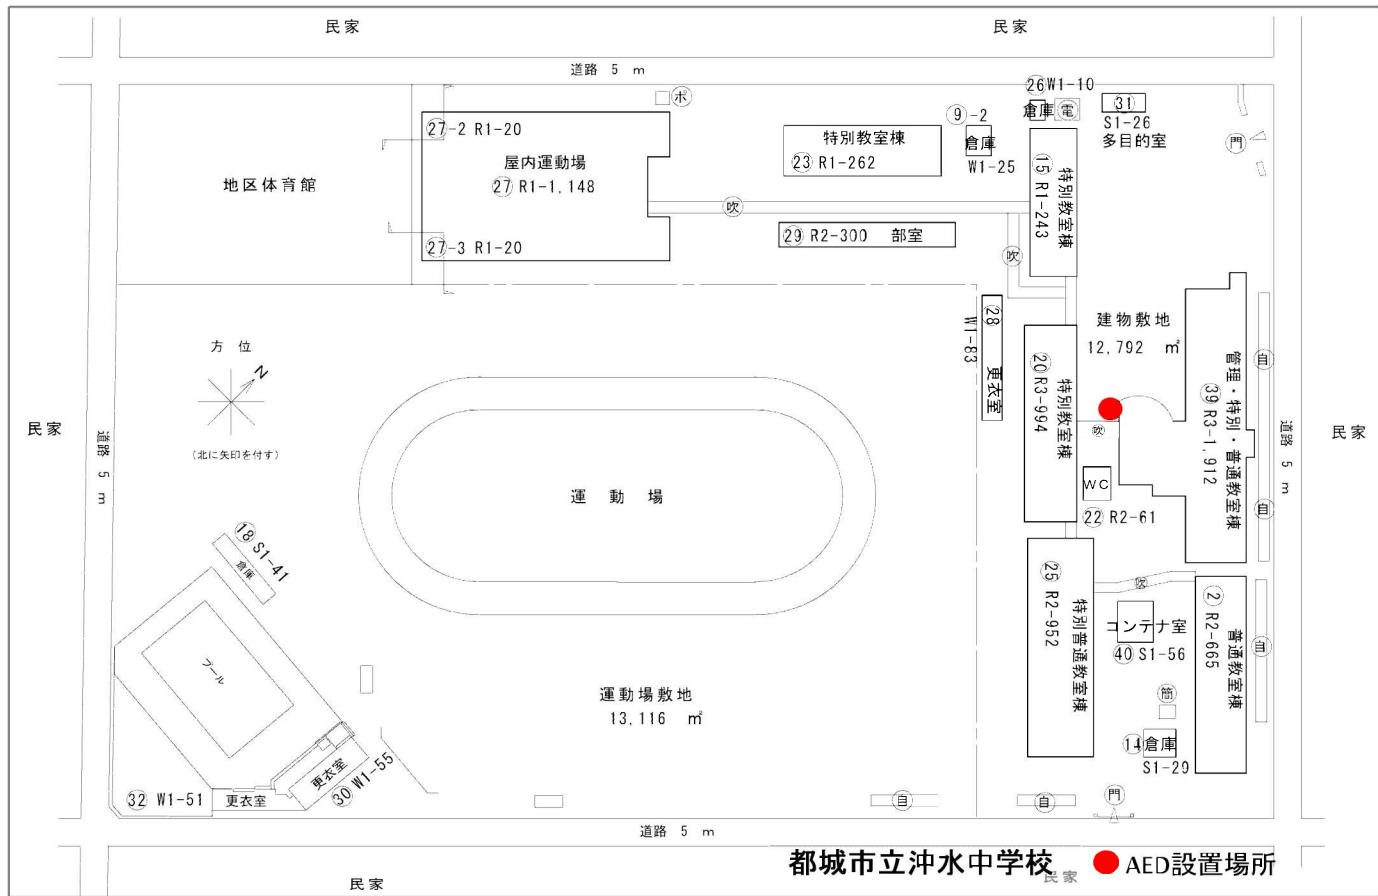 民家
民家
道路 5 m
㋭
26 W1-10
倉庫
電
31
S1-26
多目的室
門
9-2
倉庫
W1-25
特別教室棟
23 R1-262
27-2 R1-20
屋内運動場
27 R1-1,148
27-3 R1-20
地区体育館
吹
29 R2-300 部室
15 R1-243
特別教室棟
吹
28
W1-83
更衣室
建物敷地
12,792 ㎡
20 R3-994
特別教室棟
吹
管理・特別・普通教室棟
39 R3-1,912
自
自
WC
22 R2-61
方位
N
(北に矢印を付す)
民家
道路 5 m
道路 5 m
民家
運動場
18 S1-41
倉庫
プール
運動場敷地
13,116 ㎡
25 R2-952
特別普通教室棟
吹
コンテナ室
40 S1-56
2 R2-665
普通教室棟
自
簡
14 倉庫
S1-29
更衣室
30 W1-55
32 W1-51
更衣室
自
自
門
道路 5 m
都城市立沖水中学校
AED設置場所
民家
民家